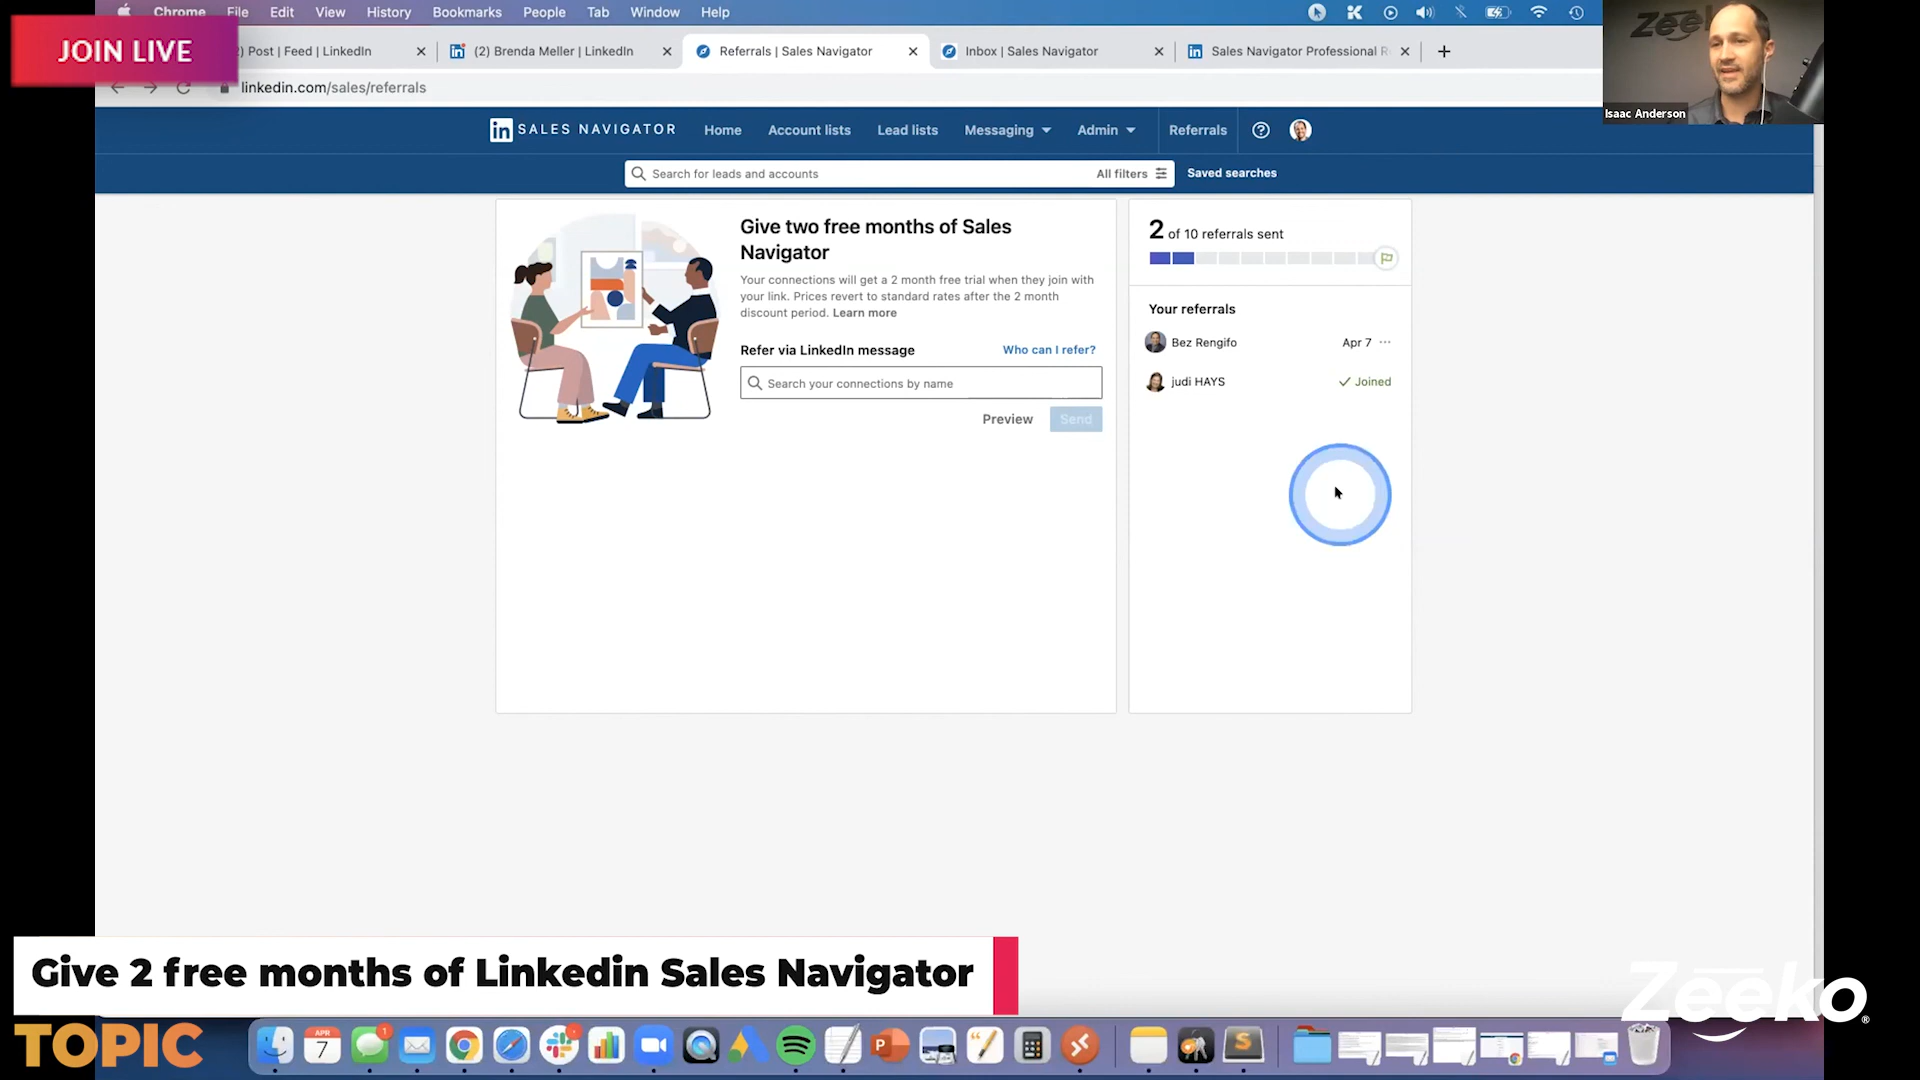 Chrome File Edit View History Bookmarks People Tab Window Help
JOIN LIVE
) Post | Feed | LinkedIn
(2) Brenda Meller | LinkedIn
Referrals | Sales Navigator
Inbox | Sales Navigator
Sales Navigator Professional R
linkedin.com/sales/referrals
Zeeko
Isaac Anderson
in SALES NAVIGATOR Home Account lists Lead lists Messaging Admin Referrals
Search for leads and accounts All filters Saved searches
Give two free months of Sales
Navigator
Your connections will get a 2 month free trial when they join with
your link. Prices revert to standard rates after the 2 month
discount period. Learn more
Refer via LinkedIn message Who can I refer?
Search your connections by name
Preview Send
2 of 10 referrals sent
Your referrals
Bez Rengifo Apr 7 ···
judi HAYS ✓ Joined
Give 2 free months of Linkedin Sales Navigator
TOPIC
APR
7
1
P
S
Zeeko®